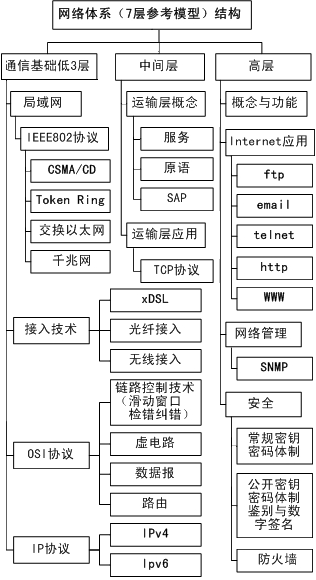 网络体系（7层参考模型）结构
通信基础低3层
中间层
高层
局域网
IEEE802协议
CSMA/CD
Token Ring
交换以太网
千兆网
接入技术
xDSL
光纤接入
无线接入
OSI协议
链路控制技术
（滑动窗口
检错纠错）
虚电路
数据报
路由
IP协议
IPv4
Ipv6
运输层概念
服务
原语
SAP
运输层应用
TCP协议
概念与功能
Internet应用
ftp
email
telnet
http
WWW
网络管理
SNMP
安全
常规密钥
密码体制
公开密钥
密码体制
鉴别与数
字签名
防火墙